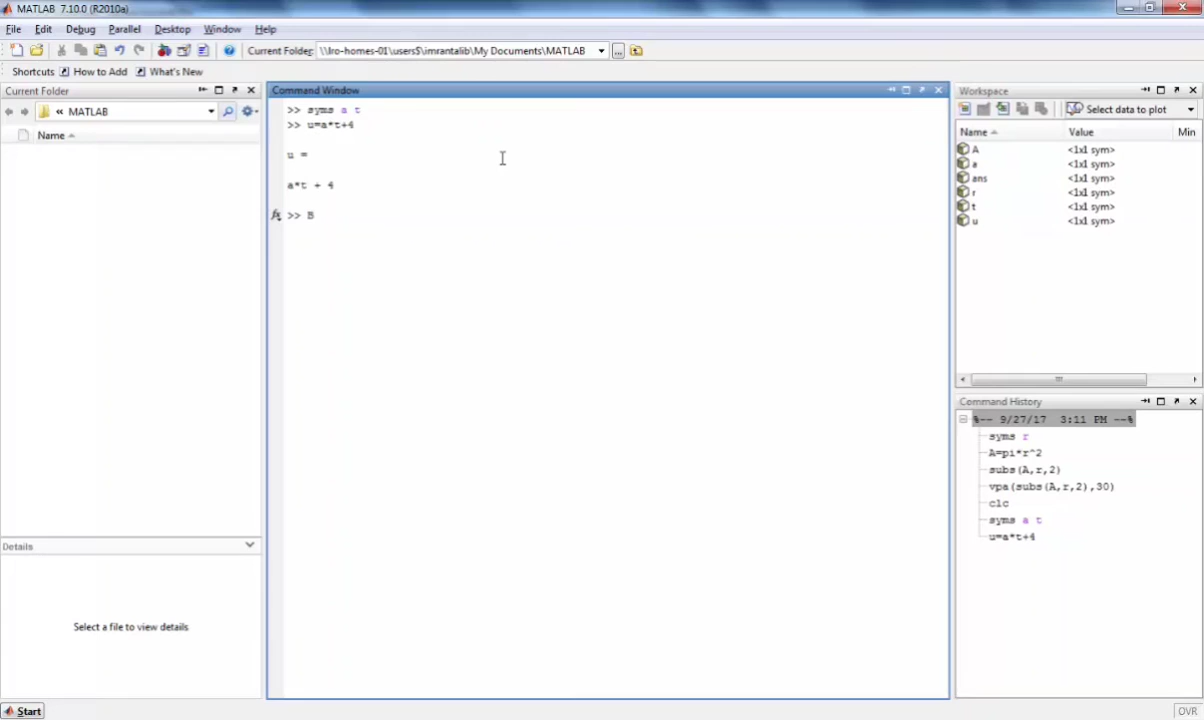 MATLAB 7.10.0 (R2010a)
File Edit Debug Parallel Desktop Window Help
Current Folder: \\lro-homes-01\users$\imrantalib\My Documents\MATLAB ...
Shortcuts How to Add What's New
Current Folder
« MATLAB
Name
Details
Select a file to view details
Command Window
>> syms a t
>> u=a*t+4
u =
a*t + 4
fx >> B
Workspace
Select data to plot
Name Value Min
A <1x1 sym>
a <1x1 sym>
ans <1x1 sym>
r <1x1 sym>
t <1x1 sym>
u <1x1 sym>
Command History
%-- 9/27/17 3:11 PM --%
syms r
A=pi*r^2
subs(A,r,2)
vpa(subs(A,r,2),30)
clc
syms a t
u=a*t+4
Start
OVR